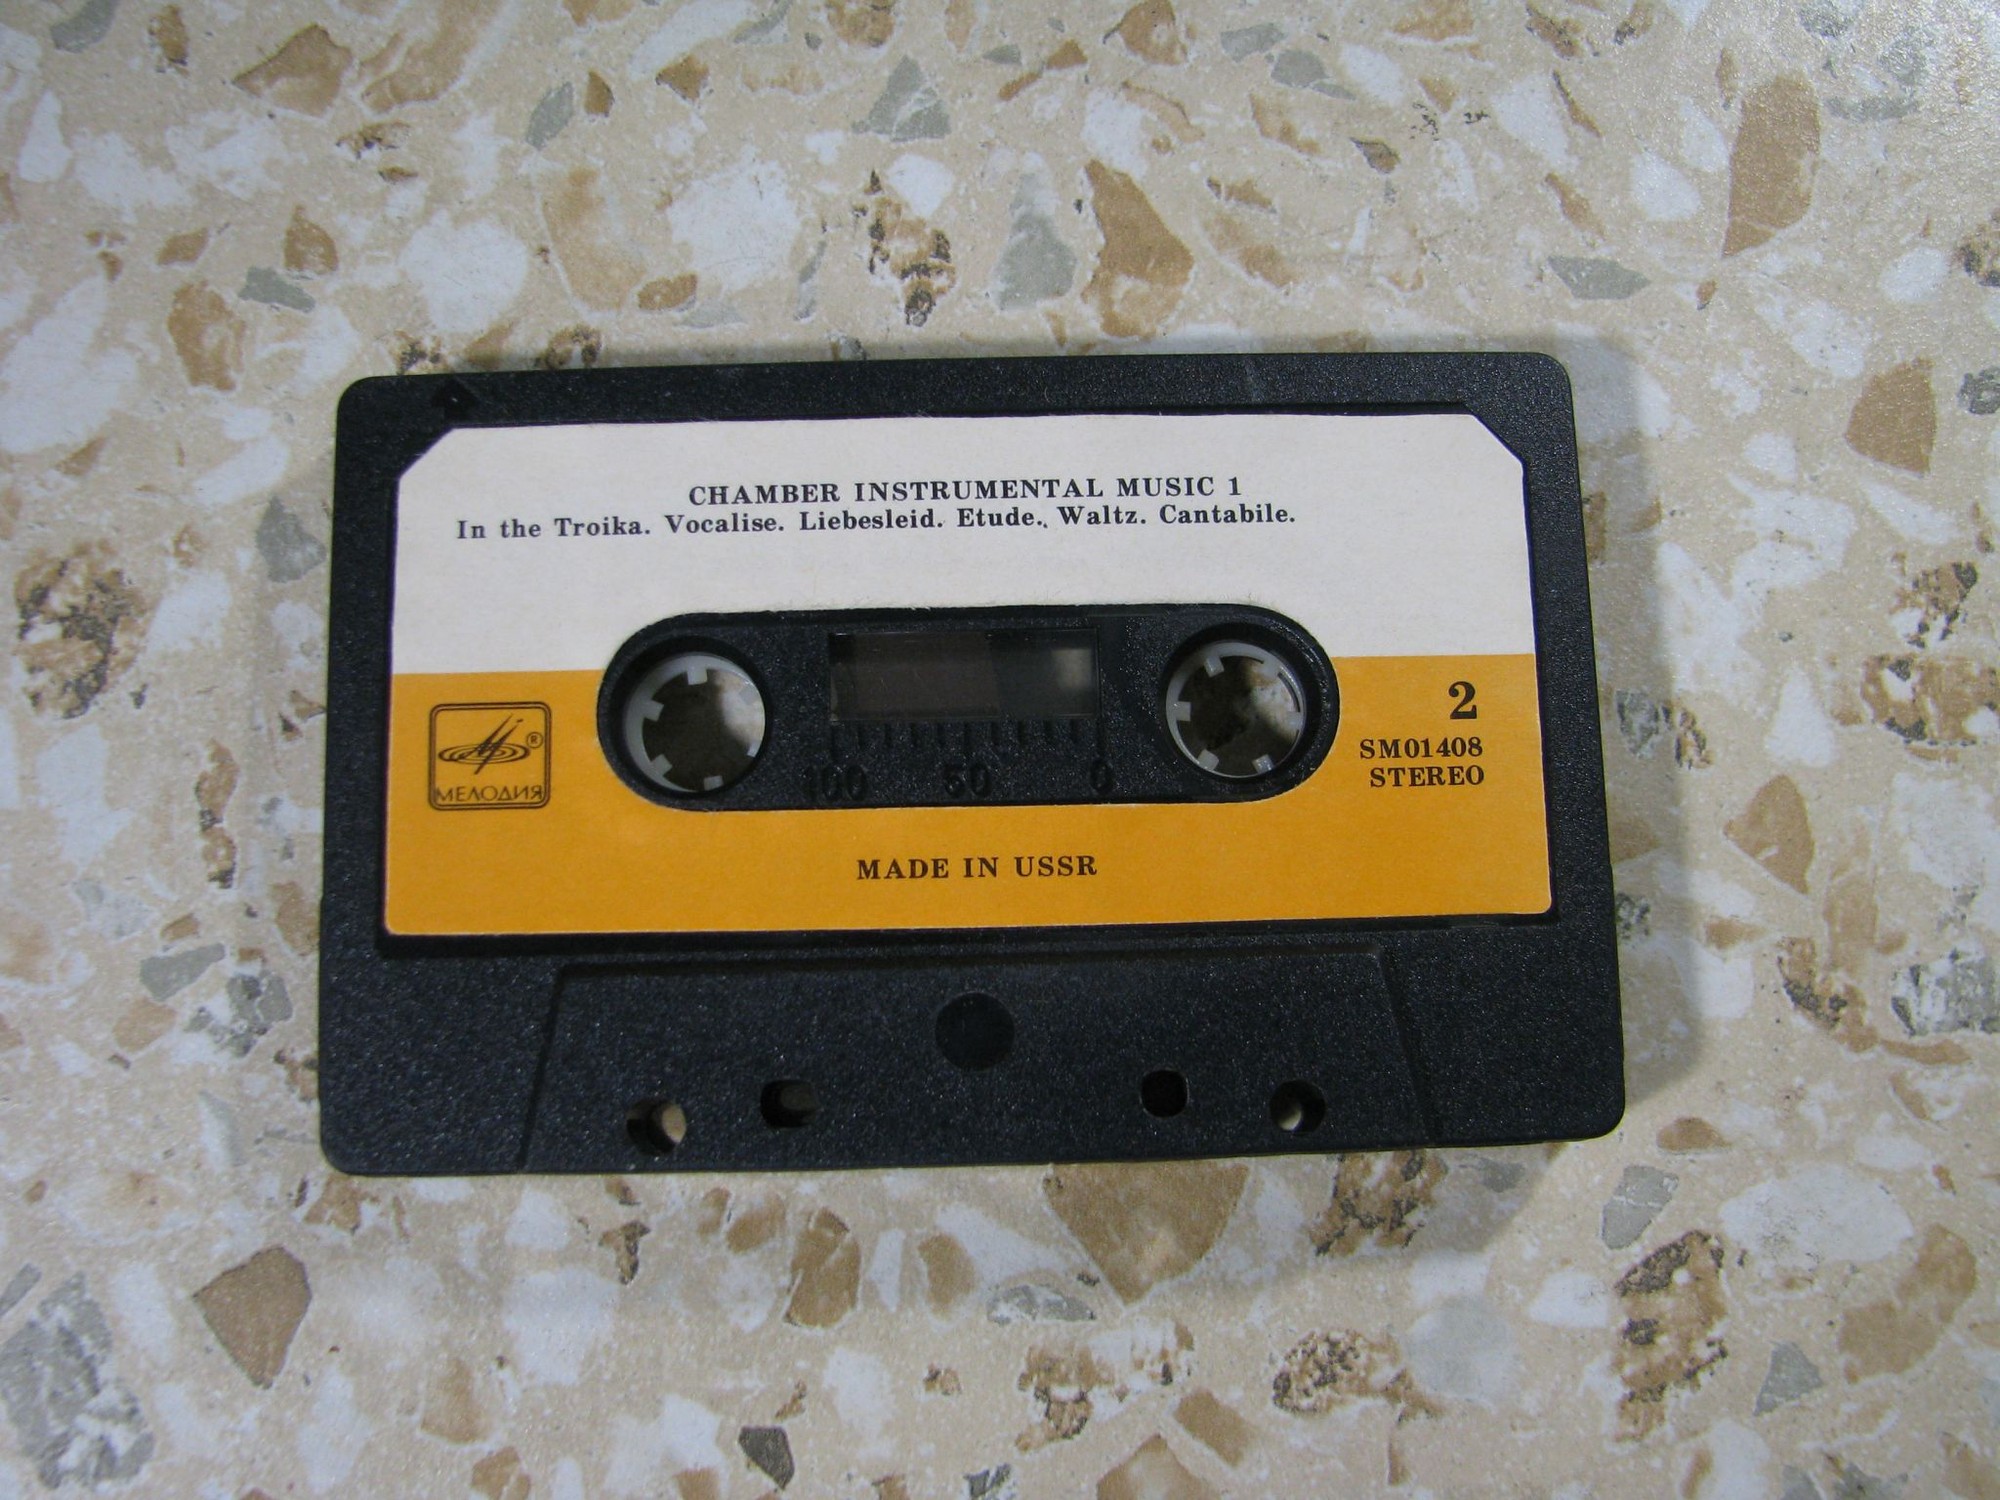 CHAMBER INSTRUMENTAL MUSIC 1
In the Troika. Vocalise. Liebesleid. Etude. Waltz. Cantabile.
2
SM01408
STEREO
®
МЕЛОДИЯ
100 50 0
MADE IN USSR